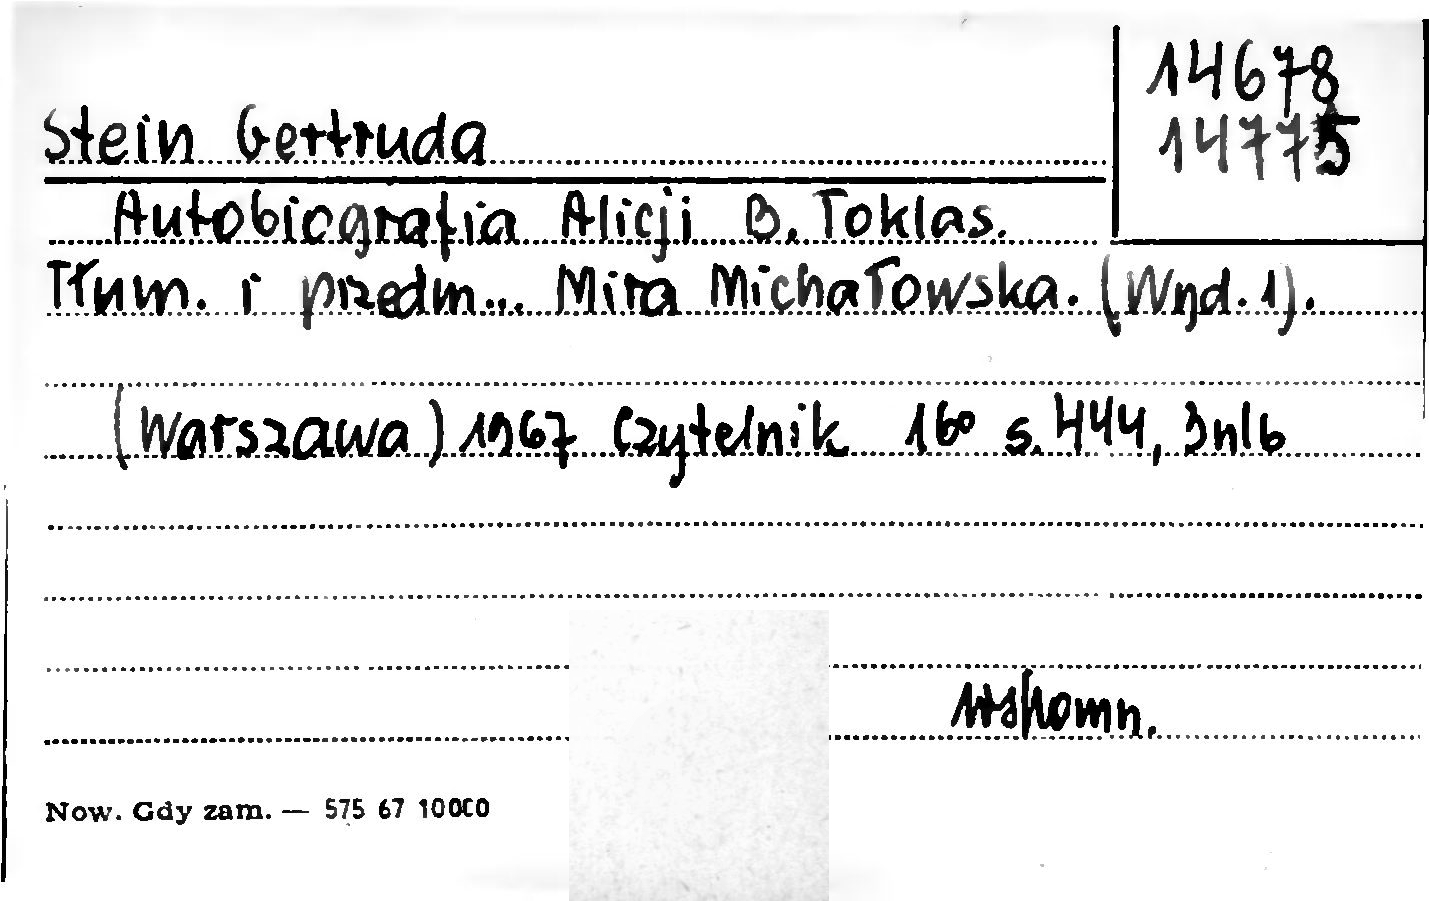 14678
14775
Stein Gertruda
Autobiografia Alicji B. Toklas.
Tłum. i przedm... Mira Michałowska. (Wyd. 1).
(Warszawa) 1967 Czytelnik 16° s. 444, 3nlb
Wspomn.
Now. Gdy zam. — 575 67 10000